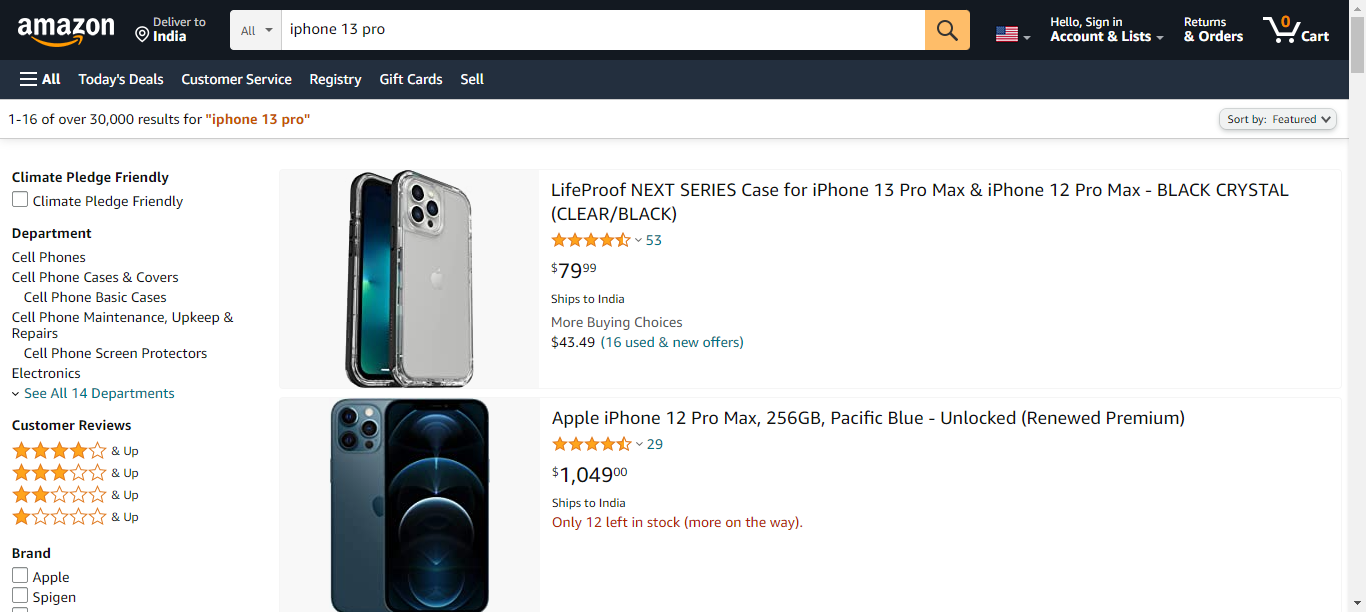 amazon
Deliver to
India
All
iphone 13 pro
Hello, Sign in
Account & Lists
Returns
& Orders
0
Cart
All
Today's Deals
Customer Service
Registry
Gift Cards
Sell
1-16 of over 30,000 results for "iphone 13 pro"
Sort by: Featured
Climate Pledge Friendly
Climate Pledge Friendly
Department
Cell Phones
Cell Phone Cases & Covers
Cell Phone Basic Cases
Cell Phone Maintenance, Upkeep &
Repairs
Cell Phone Screen Protectors
Electronics
See All 14 Departments
Customer Reviews
& Up
& Up
& Up
& Up
Brand
Apple
Spigen
LifeProof NEXT SERIES Case for iPhone 13 Pro Max & iPhone 12 Pro Max - BLACK CRYSTAL
(CLEAR/BLACK)
53
$7999
Ships to India
More Buying Choices
$43.49 (16 used & new offers)
Apple iPhone 12 Pro Max, 256GB, Pacific Blue - Unlocked (Renewed Premium)
29
$1,04900
Ships to India
Only 12 left in stock (more on the way).